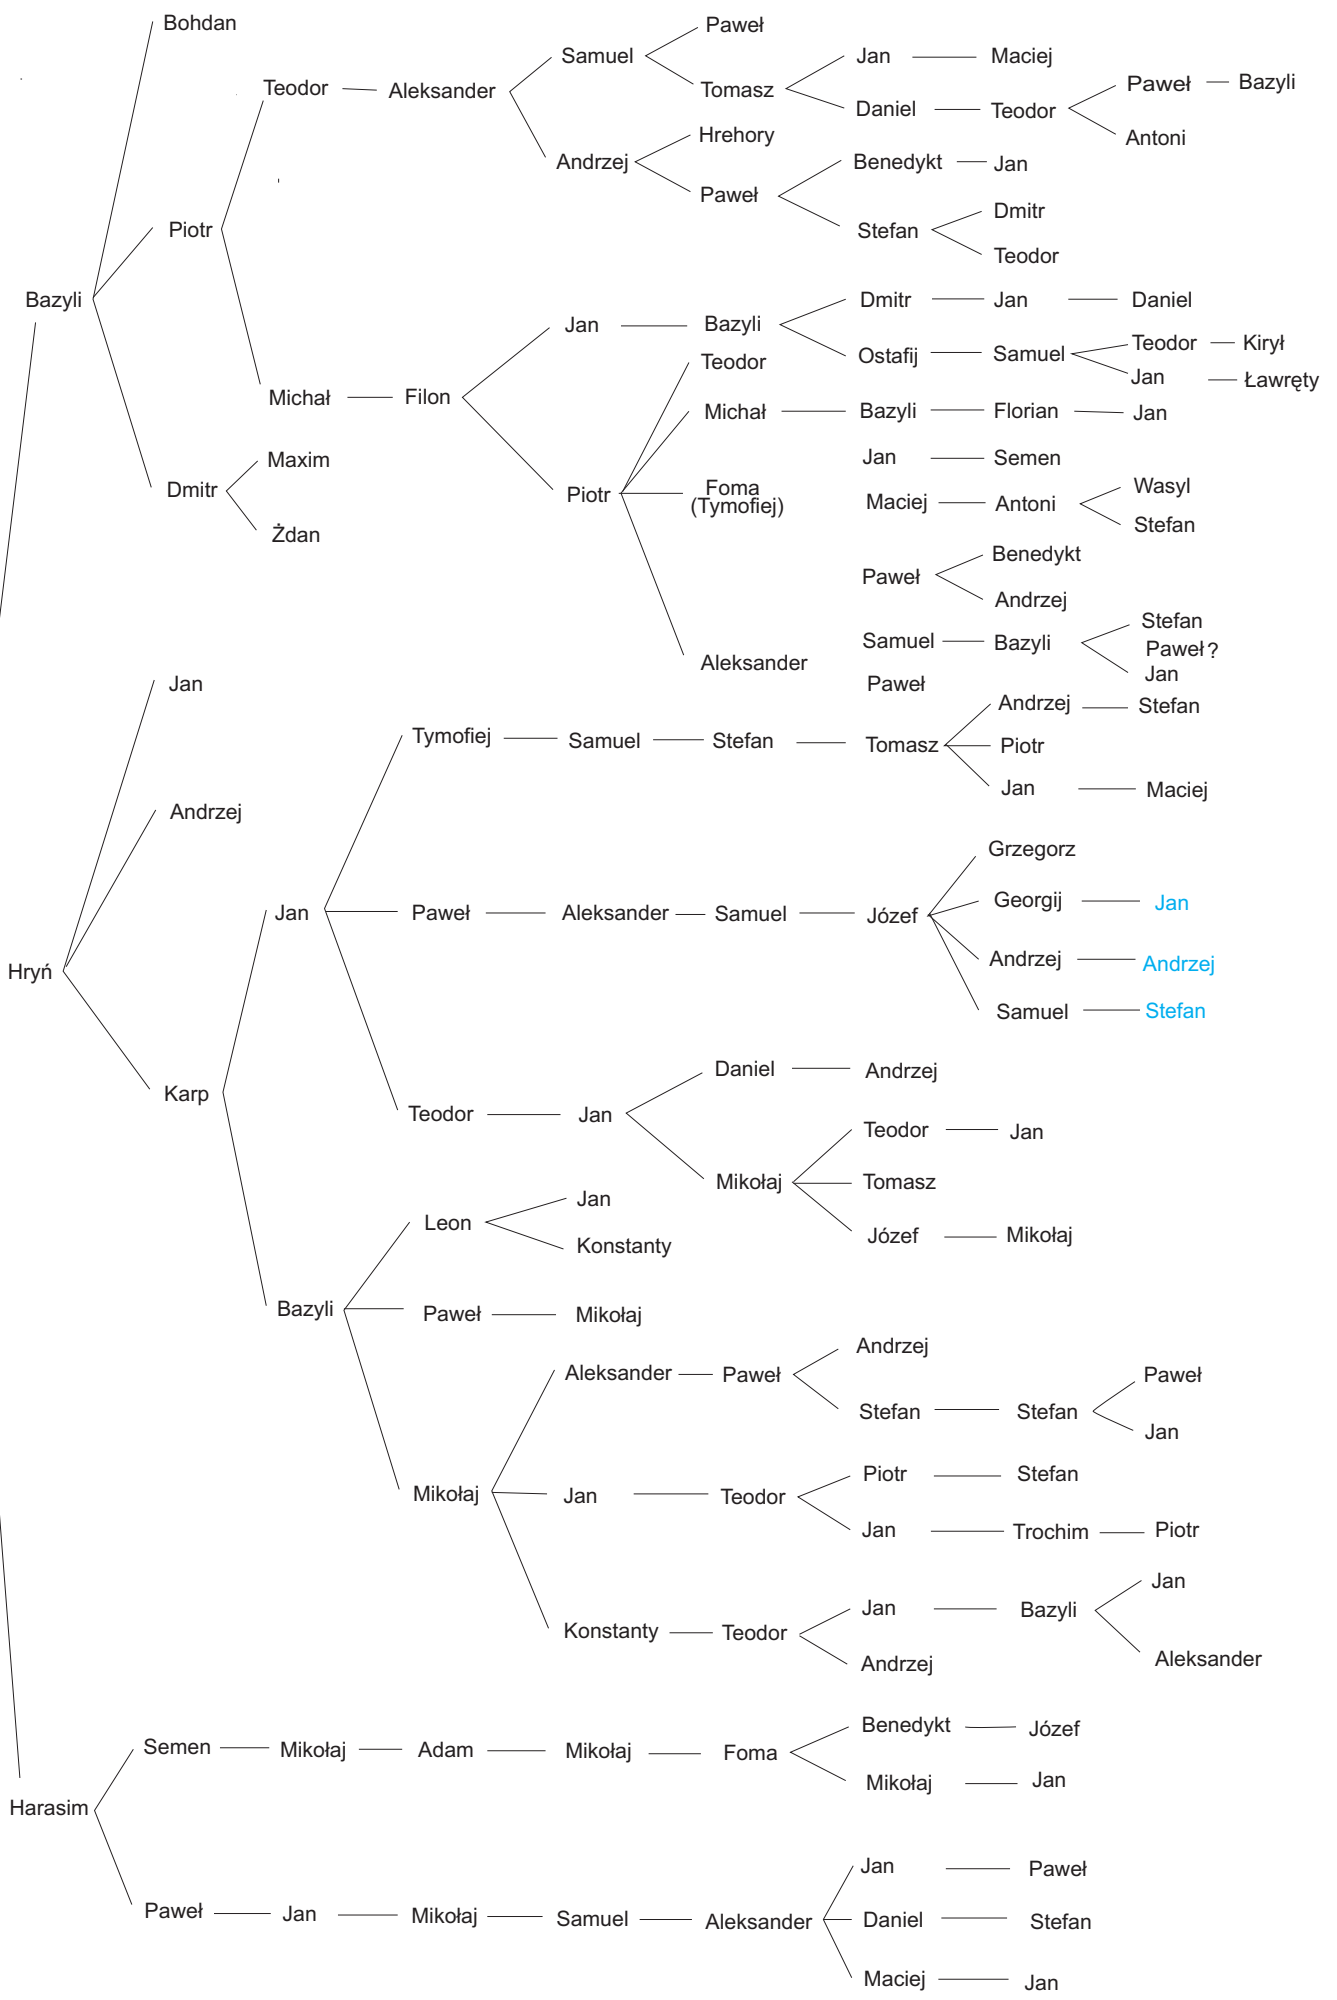 Bohdan
Paweł
Samuel
Jan
Maciej
Teodor
Aleksander
Tomasz
Paweł
Bazyli
Daniel
Teodor
Hrehory
Antoni
Andrzej
Benedykt
Jan
Paweł
Dmitr
Piotr
Stefan
Teodor
Bazyli
Dmitr
Jan
Daniel
Jan
Bazyli
Teodor
Kirył
Ostafij
Samuel
Teodor
Jan
Ławręty
Michał
Filon
Michał
Bazyli
Florian
Jan
Maxim
Jan
Semen
Dmitr
Piotr
Foma
(Tymofiej)
Maciej
Antoni
Wasyl
Stefan
Żdan
Benedykt
Paweł
Andrzej
Stefan
Samuel
Bazyli
Paweł ?
Aleksander
Jan
Jan
Paweł
Andrzej
Stefan
Tymofiej
Samuel
Stefan
Tomasz
Piotr
Jan
Maciej
Andrzej
Grzegorz
Georgij
Jan
Jan
Paweł
Aleksander
Samuel
Józef
Andrzej
Andrzej
Hryń
Samuel
Stefan
Daniel
Andrzej
Karp
Teodor
Jan
Teodor
Jan
Mikołaj
Tomasz
Jan
Leon
Józef
Mikołaj
Konstanty
Bazyli
Paweł
Mikołaj
Andrzej
Aleksander
Paweł
Paweł
Stefan
Stefan
Jan
Piotr
Stefan
Mikołaj
Jan
Teodor
Jan
Trochim
Piotr
Jan
Jan
Bazyli
Konstanty
Teodor
Andrzej
Aleksander
Benedykt
Józef
Semen
Mikołaj
Adam
Mikołaj
Foma
Mikołaj
Jan
Harasim
Jan
Paweł
Paweł
Jan
Mikołaj
Samuel
Aleksander
Daniel
Stefan
Maciej
Jan